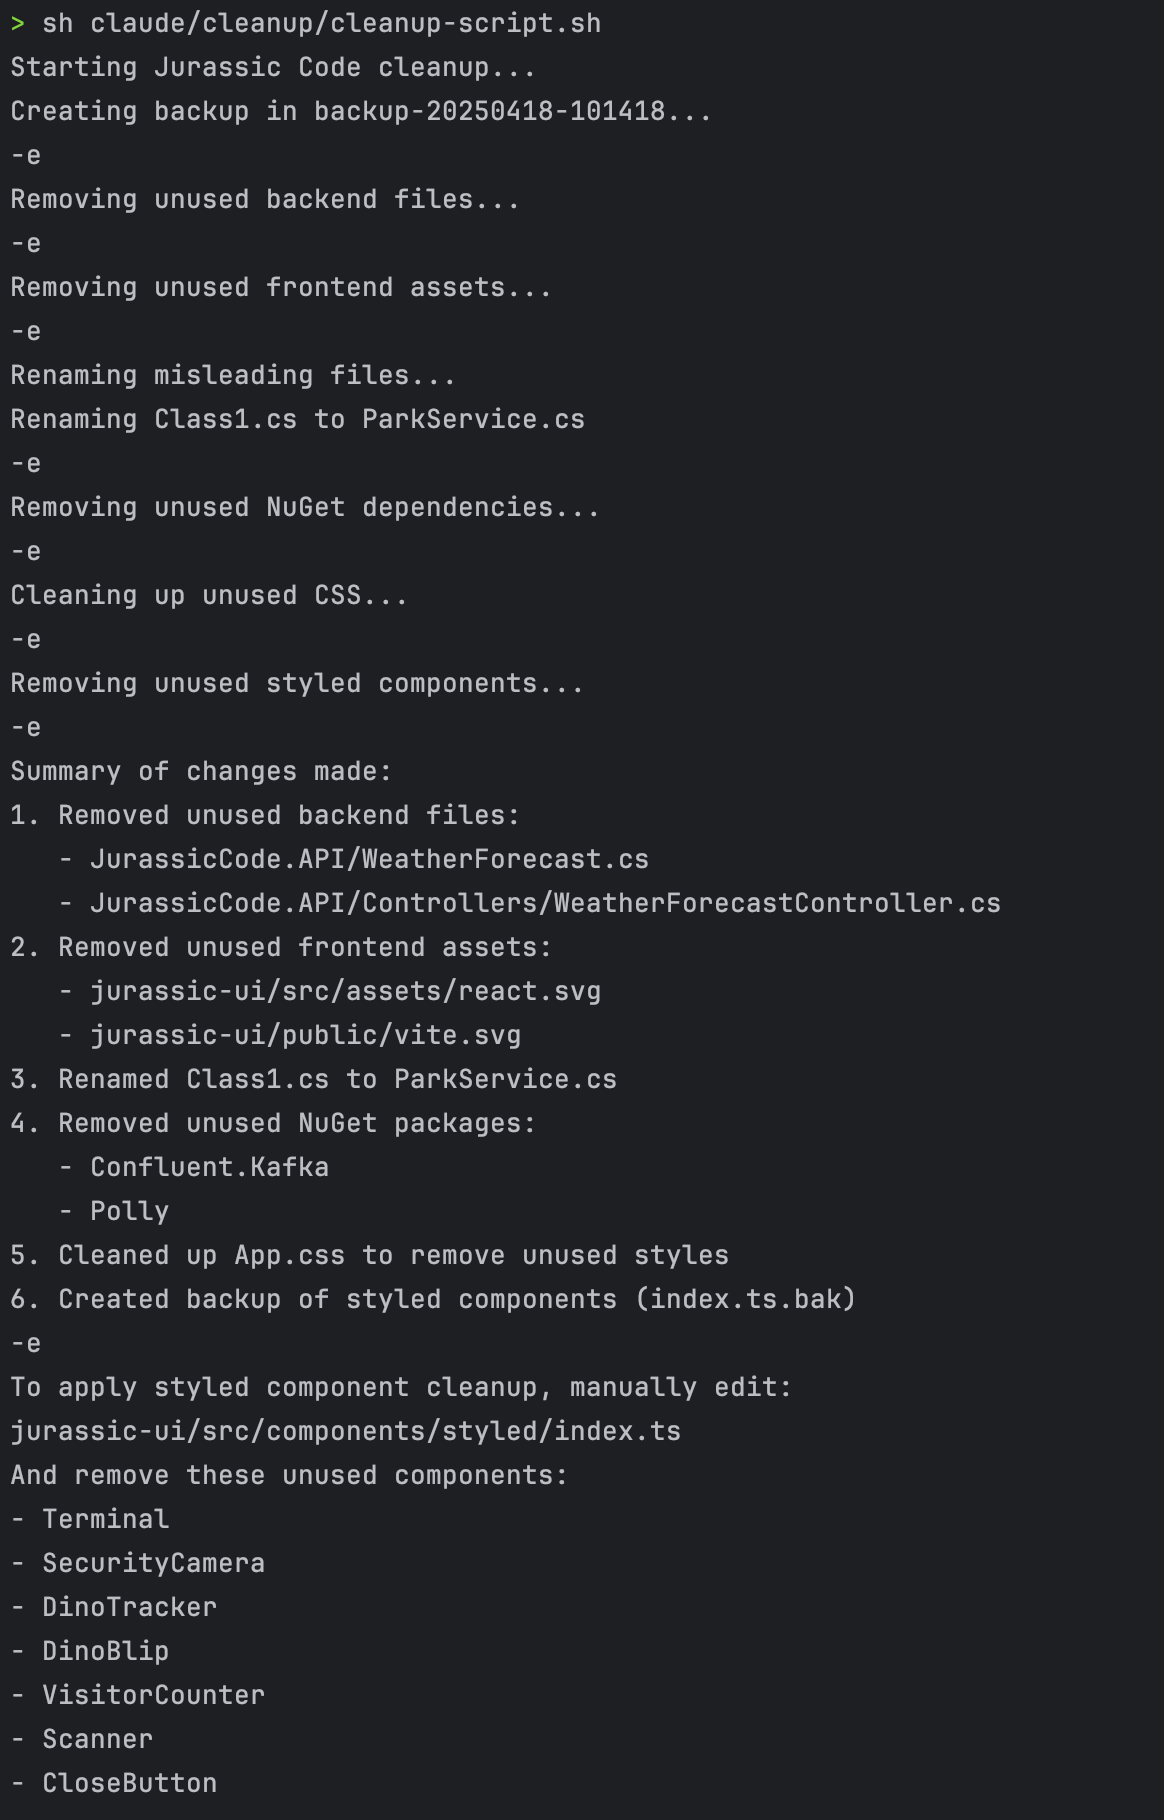 > sh claude/cleanup/cleanup-script.sh
Starting Jurassic Code cleanup...
Creating backup in backup-20250418-101418...
-e
Removing unused backend files...
-e
Removing unused frontend assets...
-e
Renaming misleading files...
Renaming Class1.cs to ParkService.cs
-e
Removing unused NuGet dependencies...
-e
Cleaning up unused CSS...
-e
Removing unused styled components...
-e
Summary of changes made:
1. Removed unused backend files:
   - JurassicCode.API/WeatherForecast.cs
   - JurassicCode.API/Controllers/WeatherForecastController.cs
2. Removed unused frontend assets:
   - jurassic-ui/src/assets/react.svg
   - jurassic-ui/public/vite.svg
3. Renamed Class1.cs to ParkService.cs
4. Removed unused NuGet packages:
   - Confluent.Kafka
   - Polly
5. Cleaned up App.css to remove unused styles
6. Created backup of styled components (index.ts.bak)
-e
To apply styled component cleanup, manually edit:
jurassic-ui/src/components/styled/index.ts
And remove these unused components:
- Terminal
- SecurityCamera
- DinoTracker
- DinoBlip
- VisitorCounter
- Scanner
- CloseButton